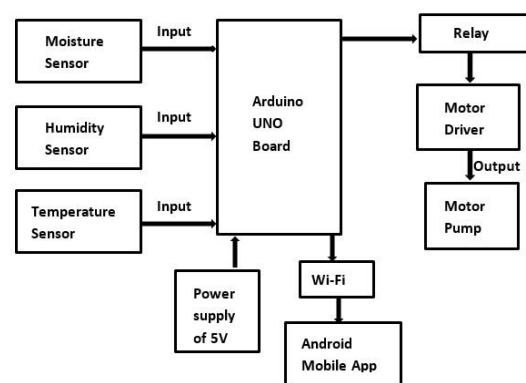 Moisture
Sensor
Input
Humidity
Sensor
Input
Temperature
Sensor
Input
Arduino
UNO
Board
Power
supply
of 5V
Wi-Fi
Android
Mobile App
Relay
Motor
Driver
Output
Motor
Pump